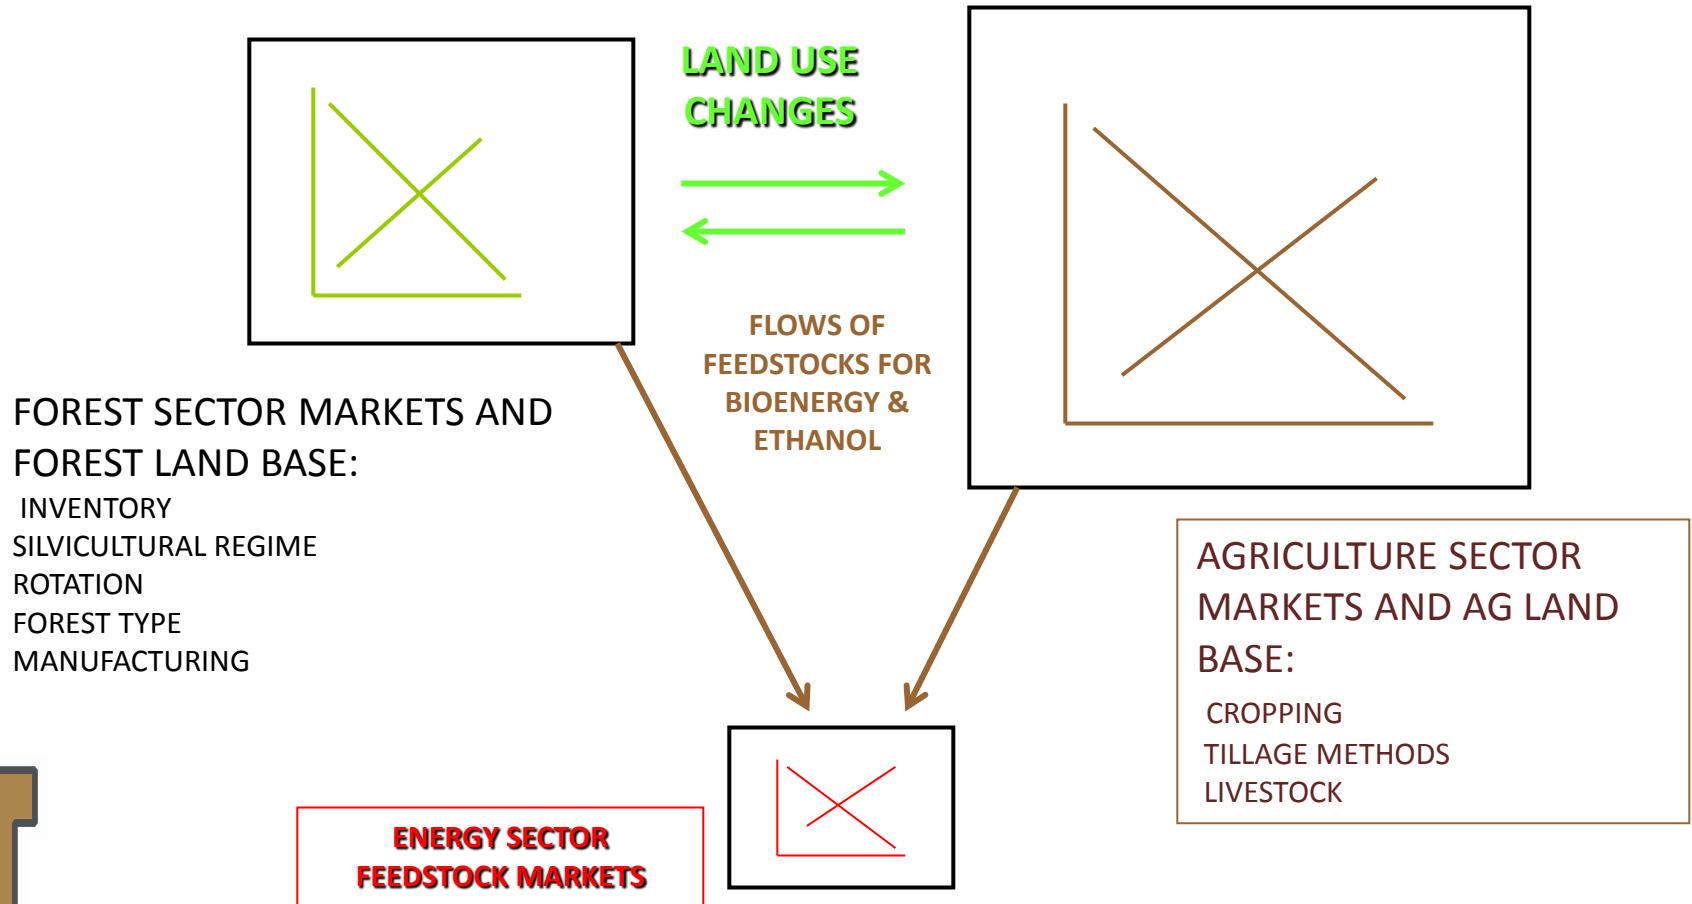 LAND USE
CHANGES
FLOWS OF
FEEDSTOCKS FOR
BIOENERGY &
ETHANOL
FOREST SECTOR MARKETS AND
FOREST LAND BASE:
INVENTORY
SILVICULTURAL REGIME
ROTATION
FOREST TYPE
MANUFACTURING
AGRICULTURE SECTOR
MARKETS AND AG LAND
BASE:
CROPPING
TILLAGE METHODS
LIVESTOCK
ENERGY SECTOR
FEEDSTOCK MARKETS